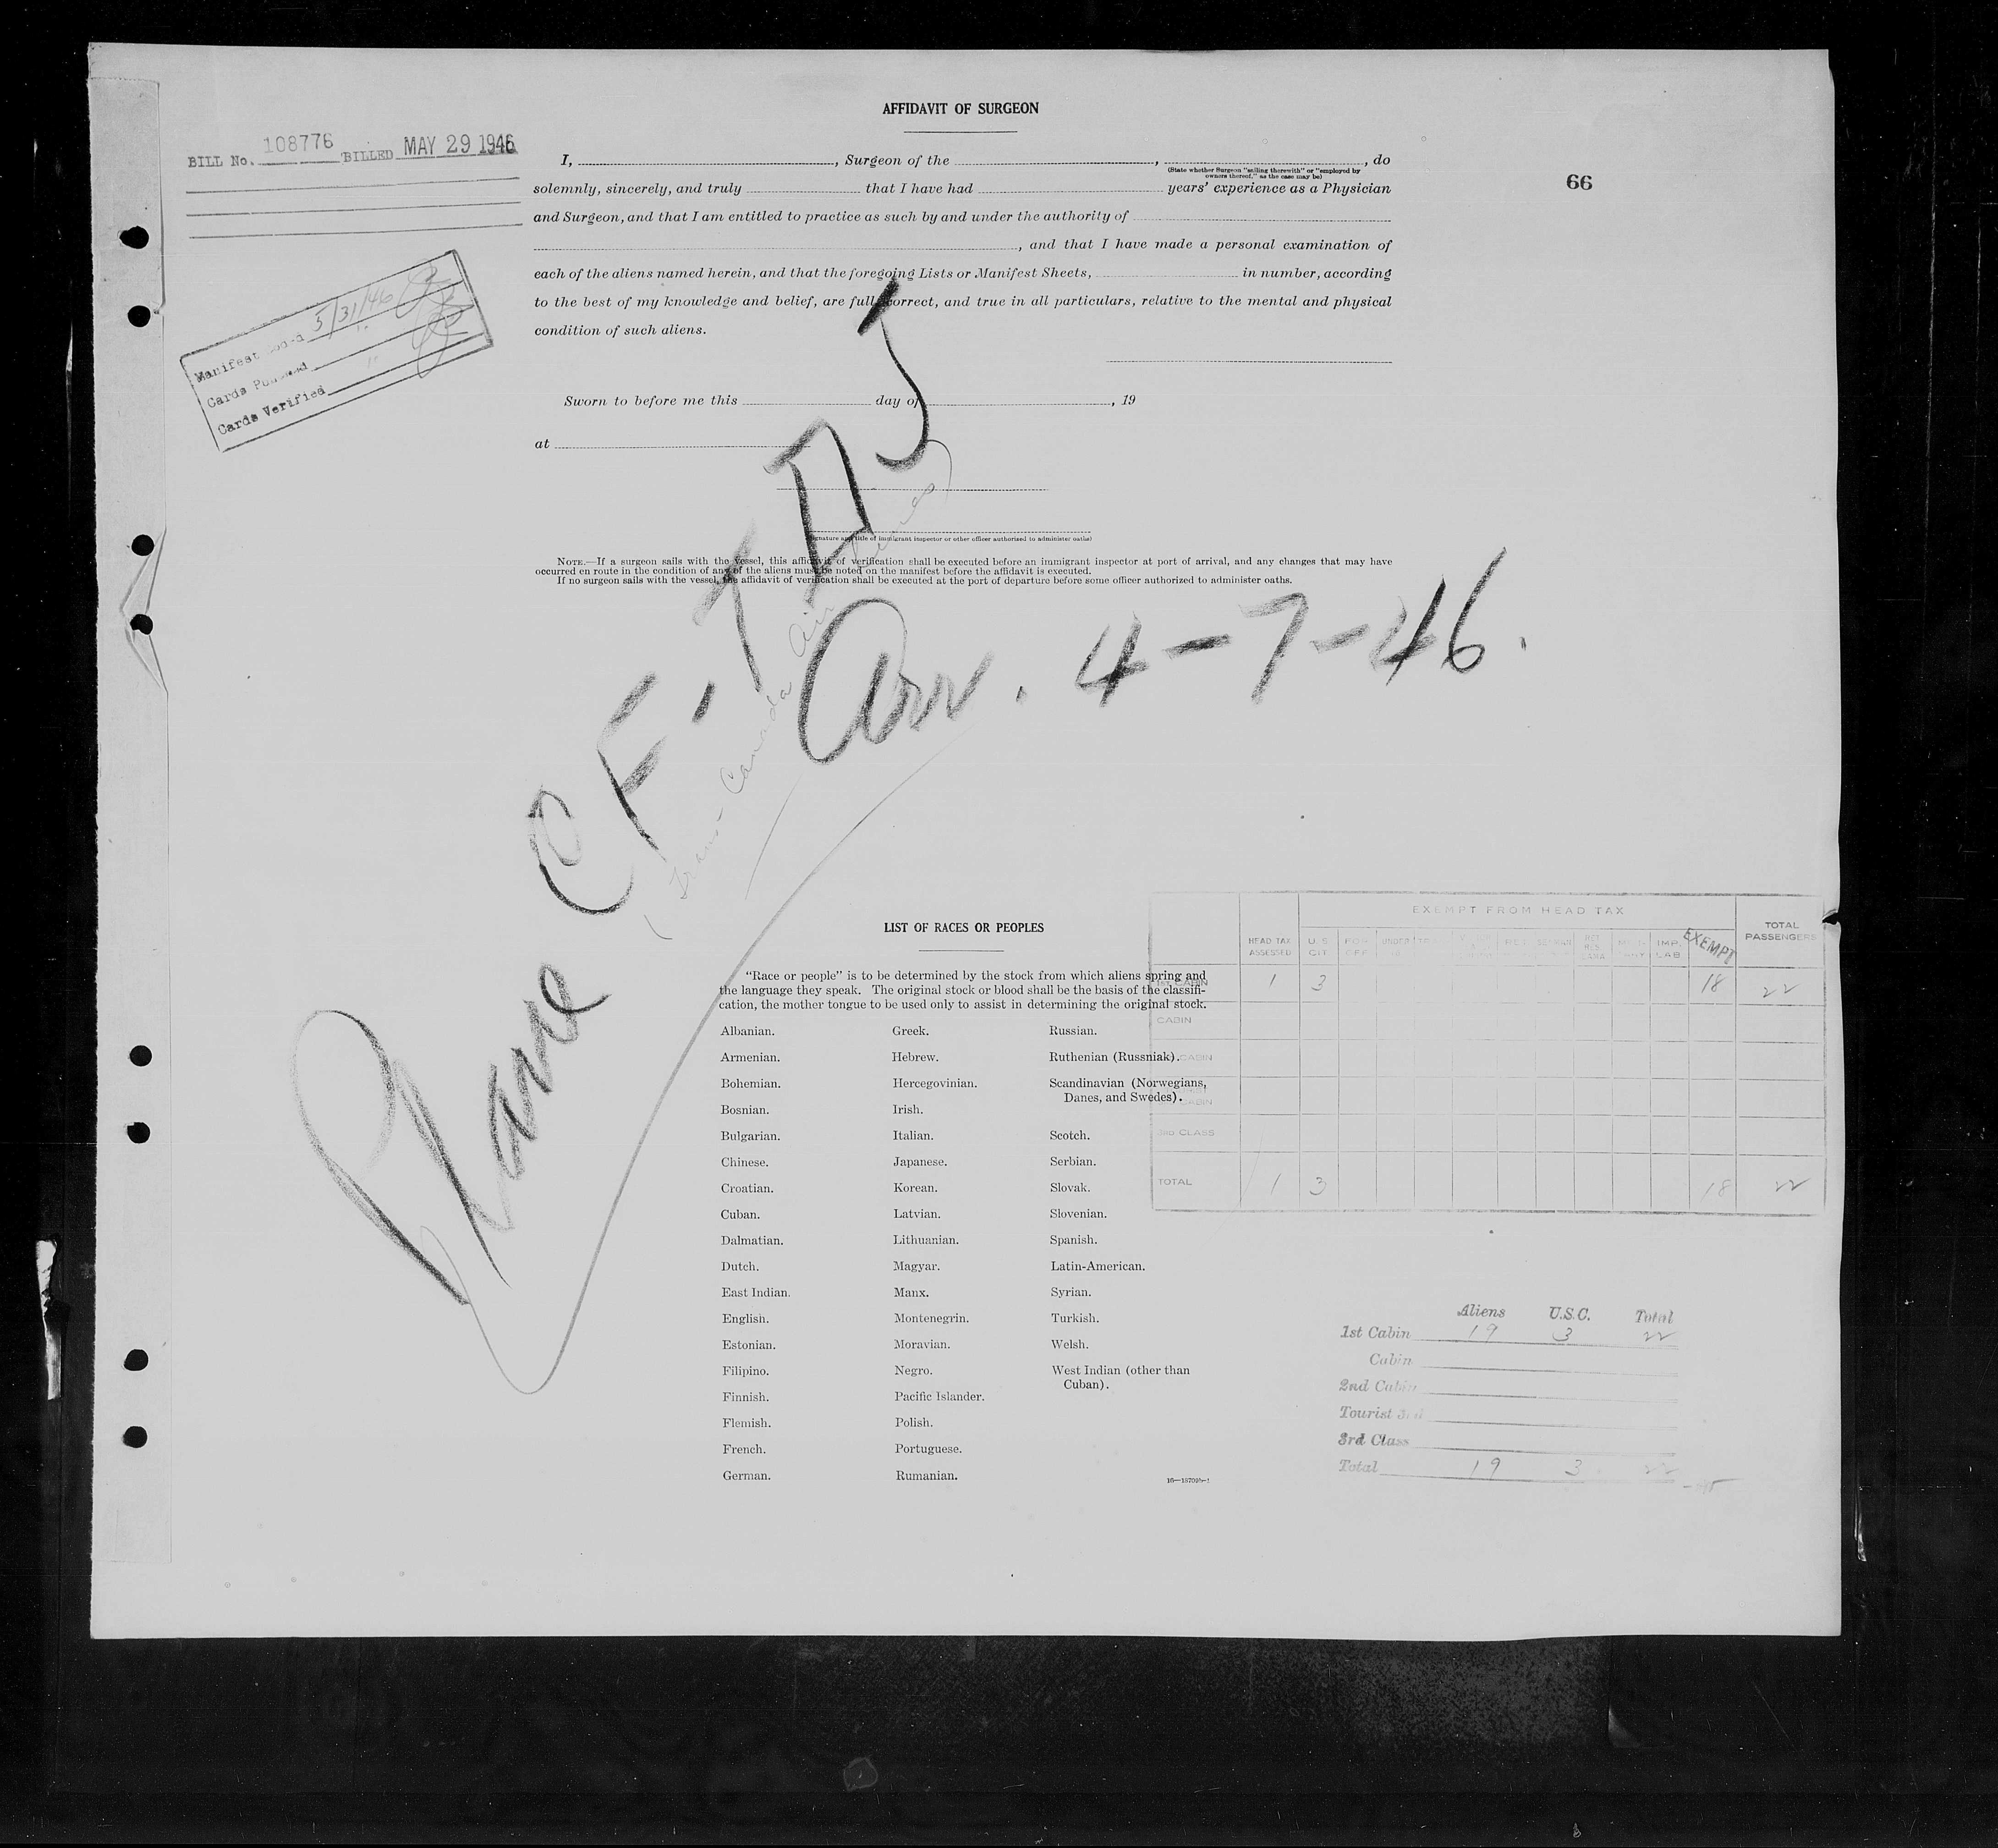 AFFIDAVIT OF SURGEON
BILL No. 108776 BILLED MAY 29 1946
66
I, , Surgeon of the , , do
(State whether Surgeon "sailing therewith" or "employed by
owners thereof," as the case may be)
solemnly, sincerely, and truly that I have had years' experience as a Physician
and Surgeon, and that I am entitled to practice as such by and under the authority of
, and that I have made a personal examination of
each of the aliens named herein, and that the foregoing Lists or Manifest Sheets, in number, according
to the best of my knowledge and belief, are full, correct, and true in all particulars, relative to the mental and physical
condition of such aliens.
Manifest 5/31/46
Cards "
Cards Verified
Sworn to before me this day of , 19
at
(Signature and title of immigrant inspector or other officer authorized to administer oaths)
NOTE.—If a surgeon sails with the vessel, this affidavit of verification shall be executed before an immigrant inspector at port of arrival, and any changes that may have
occurred en route in the condition of any of the aliens must be noted on the manifest before the affidavit is executed.
If no surgeon sails with the vessel, the affidavit of verification shall be executed at the port of departure before some officer authorized to administer oaths.
Plane CF-TAJ
(Trans Canada Air Lines)
Arr. 4-7-46.
LIST OF RACES OR PEOPLES
"Race or people" is to be determined by the stock from which aliens spring and
the language they speak. The original stock or blood shall be the basis of the classifi-
cation, the mother tongue to be used only to assist in determining the original stock.
Albanian. Greek. Russian.
Armenian. Hebrew. Ruthenian (Russniak).
Bohemian. Hercegovinian. Scandinavian (Norwegians,
Danes, and Swedes).
Bosnian. Irish.
Bulgarian. Italian. Scotch.
Chinese. Japanese. Serbian.
Croatian. Korean. Slovak.
Cuban. Latvian. Slovenian.
Dalmatian. Lithuanian. Spanish.
Dutch. Magyar. Latin-American.
East Indian. Manx. Syrian.
English. Montenegrin. Turkish.
Estonian. Moravian. Welsh.
Filipino. Negro. West Indian (other than
Cuban).
Finnish. Pacific Islander.
Flemish. Polish.
French. Portuguese.
German. Rumanian.
EXEMPT FROM HEAD TAX
HEAD TAX ASSESSED U.S. CIT IMP. LAB EXEMPT TOTAL PASSENGERS
1st CABIN 1 3 18 22
CABIN
CABIN
CABIN
3RD CLASS
TOTAL 1 3 18 22
Aliens U.S.C. Total
1st Cabin 19 3 22
Cabin
2nd Cabin
Tourist 3rd
3rd Class
Total 19 3 22